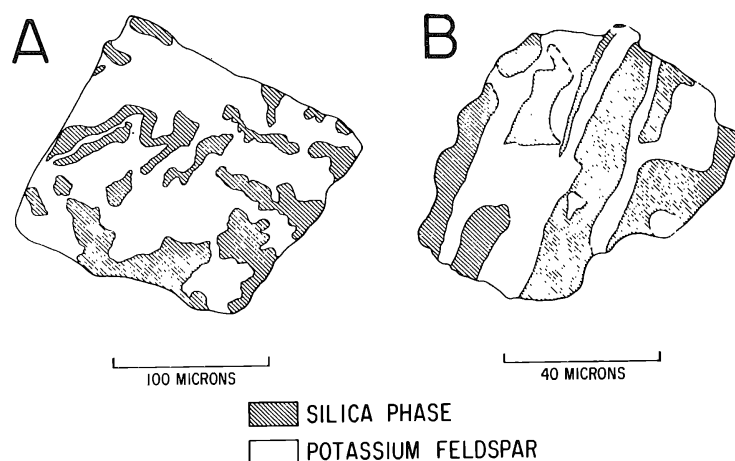 A
B
100 MICRONS
40 MICRONS
SILICA PHASE
POTASSIUM FELDSPAR